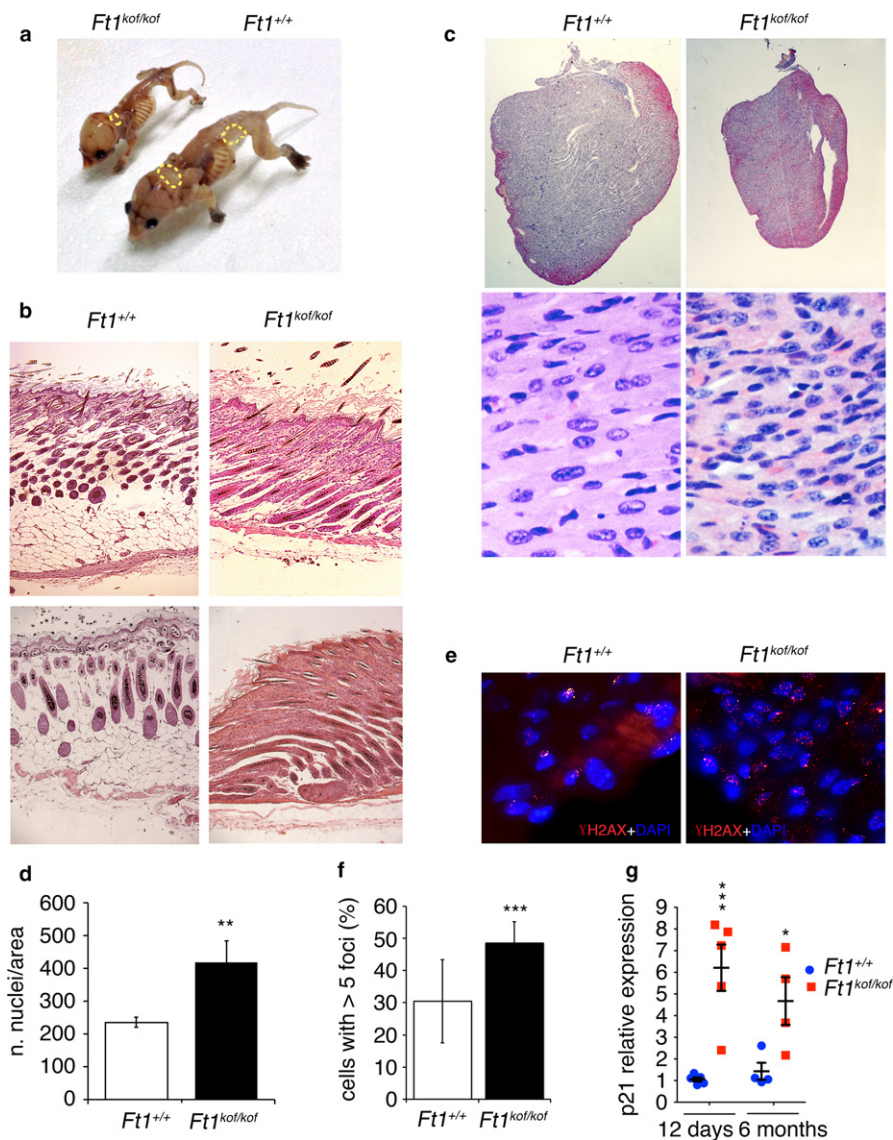 a
Ft1kof/kof Ft1+/+
b
Ft1+/+ Ft1kof/kof
c
Ft1+/+ Ft1kof/kof
d
n. nuclei/area
600
500
400
300
200
100
0
**
Ft1+/+ Ft1kof/kof
e
Ft1+/+ Ft1kof/kof
γH2AX+DAPI γH2AX+DAPI
f
cells with > 5 foci (%)
60
50
40
30
20
10
0
***
Ft1+/+ Ft1kof/kof
g
p21 relative expression
9
8
7
6
5
4
3
2
1
0
***
*
Ft1+/+
Ft1kof/kof
12 days 6 months